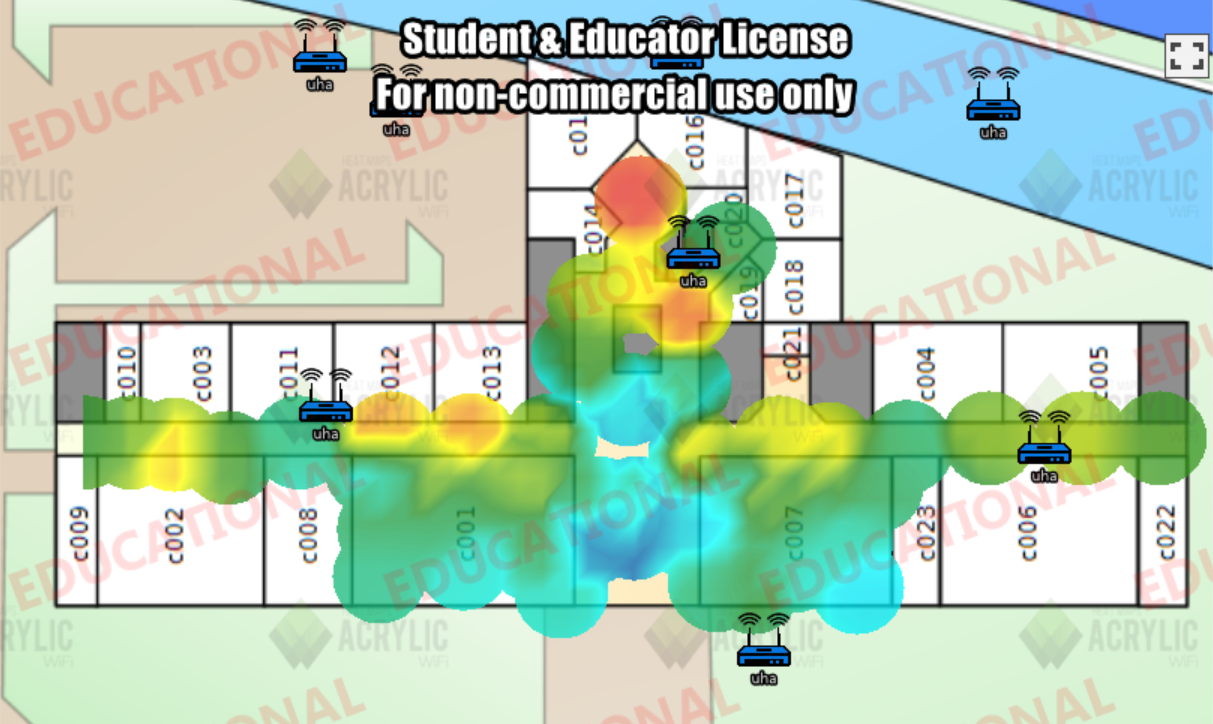 Student & Educator License
For non-commercial use only
uha
uha
uha
c01
c016
c017
c014
c020
uha
c019
c018
c010
c003
c011
c012
c013
c021
c004
c005
uha
uha
c009
c002
c008
c001
c007
c023
c006
c022
uha
EDUCATIONAL
HEAT MAPS
ACRYLIC
WiFi